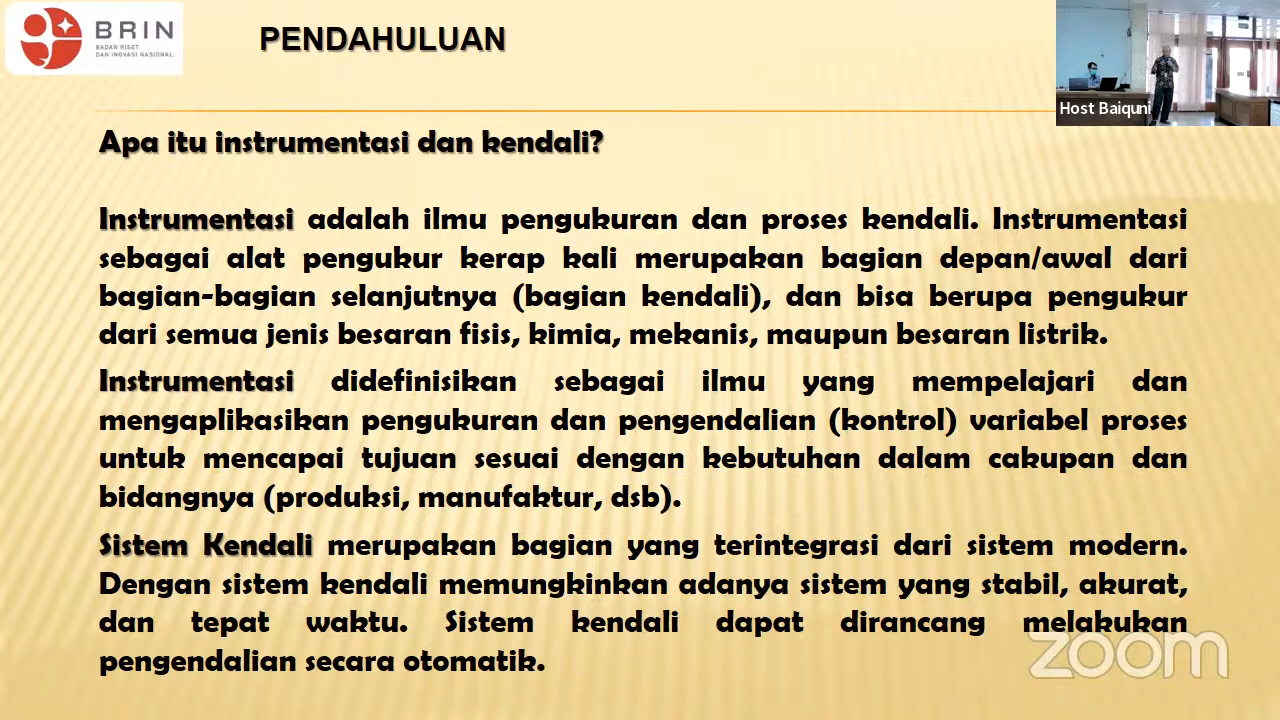 BRIN
BADAN RISET
DAN INOVASI NASIONAL
PENDAHULUAN
Host Baiquni
Apa itu instrumentasi dan kendali?
Instrumentasi adalah ilmu pengukuran dan proses kendali. Instrumentasi
sebagai alat pengukur kerap kali merupakan bagian depan/awal dari
bagian-bagian selanjutnya (bagian kendali), dan bisa berupa pengukur
dari semua jenis besaran fisis, kimia, mekanis, maupun besaran listrik.
Instrumentasi didefinisikan sebagai ilmu yang mempelajari dan
mengaplikasikan pengukuran dan pengendalian (kontrol) variabel proses
untuk mencapai tujuan sesuai dengan kebutuhan dalam cakupan dan
bidangnya (produksi, manufaktur, dsb).
Sistem Kendali merupakan bagian yang terintegrasi dari sistem modern.
Dengan sistem kendali memungkinkan adanya sistem yang stabil, akurat,
dan tepat waktu. Sistem kendali dapat dirancang melakukan
pengendalian secara otomatik.
zoom